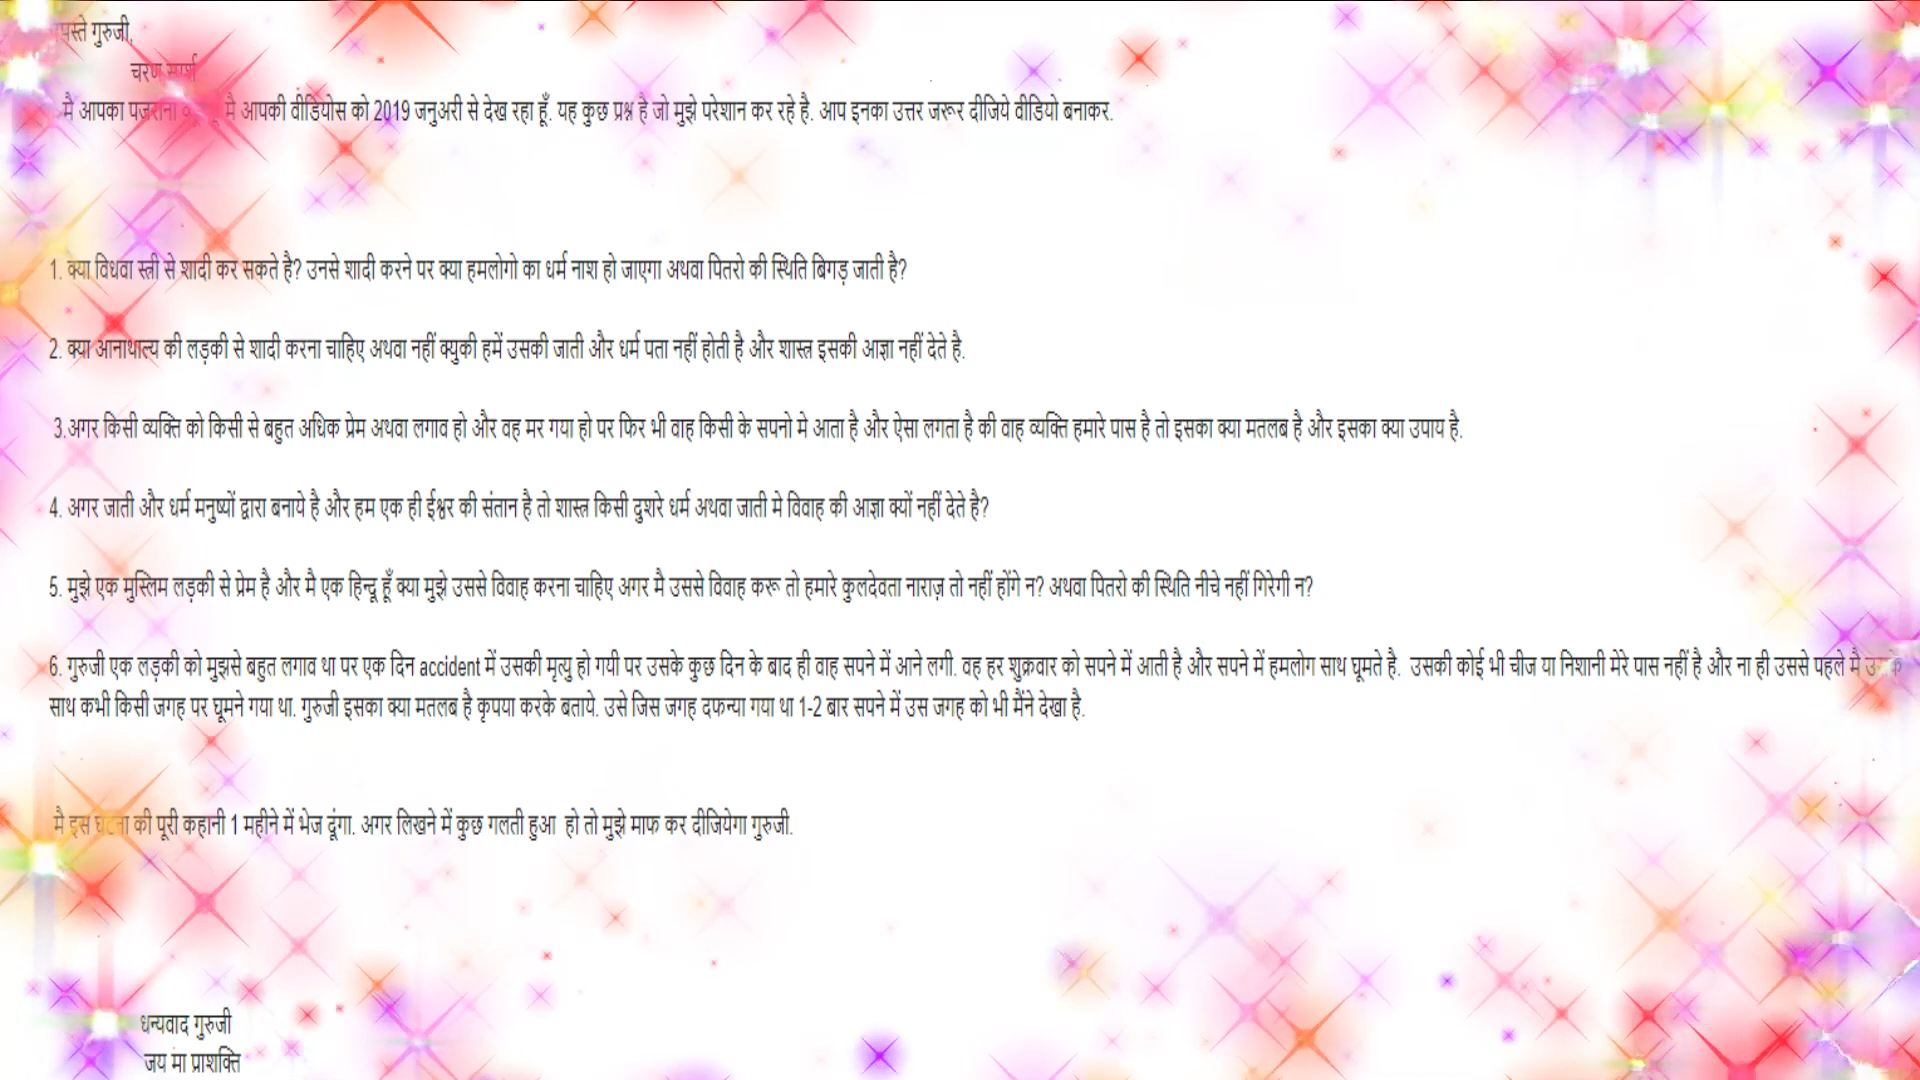 नमस्ते गुरुजी,
चरण स्पर्श
मै आपका मै आपकी वीडियोस को 2019 जनुअरी से देख रहा हूँ. यह कुछ प्रश्न है जो मुझे परेशान कर रहे है. आप इनका उत्तर जरूर दीजिये वीडियो बनाकर.
1. क्या विधवा स्त्री से शादी कर सकते है? उनसे शादी करने पर क्या हमलोगो का धर्म नाश हो जाएगा अथवा पितरो की स्थिति बिगड़ जाती है?
2. क्या आनाथाल्य की लड़की से शादी करना चाहिए अथवा नहीं क्युकी हमें उसकी जाती और धर्म पता नहीं होती है और शास्त्र इसकी आज्ञा नहीं देते है.
3.अगर किसी व्यक्ति को किसी से बहुत अधिक प्रेम अथवा लगाव हो और वह मर गया हो पर फिर भी वाह किसी के सपनो मे आता है और ऐसा लगता है की वाह व्यक्ति हमारे पास है तो इसका क्या मतलब है और इसका क्या उपाय है.
4. अगर जाती और धर्म मनुष्यों द्वारा बनाये है और हम एक ही ईश्वर की संतान है तो शास्त्र किसी दुशरे धर्म अथवा जाती मे विवाह की आज्ञा क्यों नहीं देते है?
5. मुझे एक मुस्लिम लड़की से प्रेम है और मै एक हिन्दू हूँ क्या मुझे उससे विवाह करना चाहिए अगर मै उससे विवाह करू तो हमारे कुलदेवता नाराज़ तो नहीं होंगे न? अथवा पितरो की स्थिति नीचे नहीं गिरेगी न?
6. गुरुजी एक लड़की को मुझसे बहुत लगाव था पर एक दिन accident में उसकी मृत्यु हो गयी पर उसके कुछ दिन के बाद ही वाह सपने में आने लगी. वह हर शुक्रवार को सपने में आती है और सपने में हमलोग साथ घूमते है. उसकी कोई भी चीज या निशानी मेरे पास नहीं है और ना ही उससे पहले मै उसके
साथ कभी किसी जगह पर घूमने गया था. गुरुजी इसका क्या मतलब है कृपया करके बताये. उसे जिस जगह दफन्या गया था 1-2 बार सपने में उस जगह को भी मैंने देखा है.
मै इस घटना की पूरी कहानी 1 महीने में भेज दूंगा. अगर लिखने में कुछ गलती हुआ हो तो मुझे माफ कर दीजियेगा गुरुजी.
धन्यवाद गुरुजी
जय मा प्राशक्ति